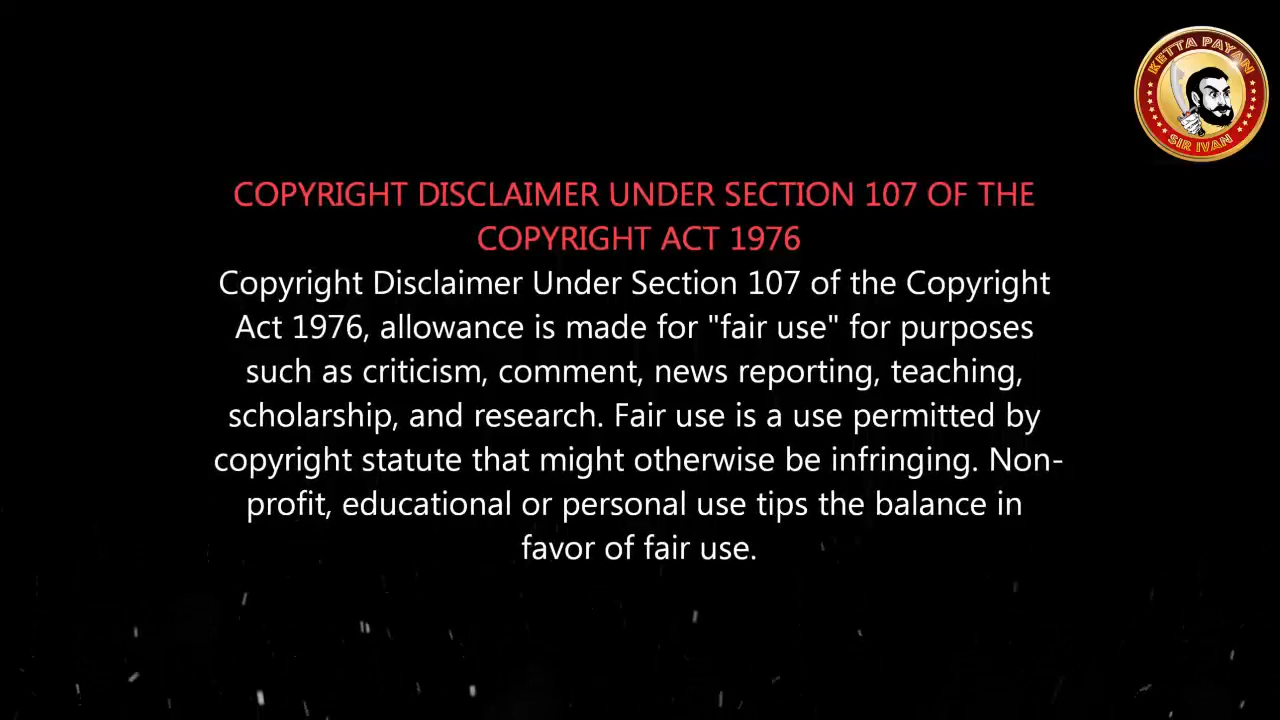 KETTA PAYAN
SIR IVAN
COPYRIGHT DISCLAIMER UNDER SECTION 107 OF THE
COPYRIGHT ACT 1976
Copyright Disclaimer Under Section 107 of the Copyright
Act 1976, allowance is made for "fair use" for purposes
such as criticism, comment, news reporting, teaching,
scholarship, and research. Fair use is a use permitted by
copyright statute that might otherwise be infringing. Non-
profit, educational or personal use tips the balance in
favor of fair use.